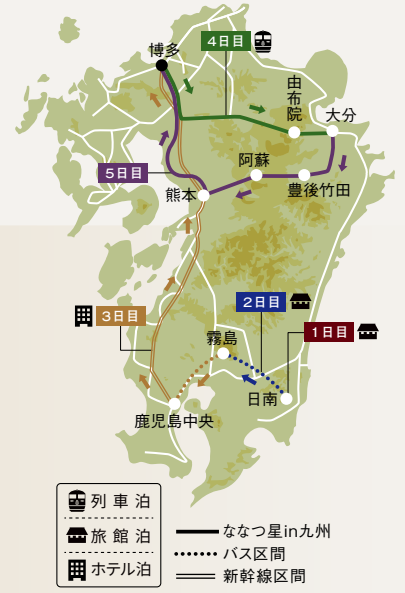 4日目
博多
由布院
大分
阿蘇
豊後竹田
5日目
熊本
2日目
3日目
霧島
1日目
日南
鹿児島中央
列車泊
旅館泊
ホテル泊
ななつ星in九州
バス区間
新幹線区間